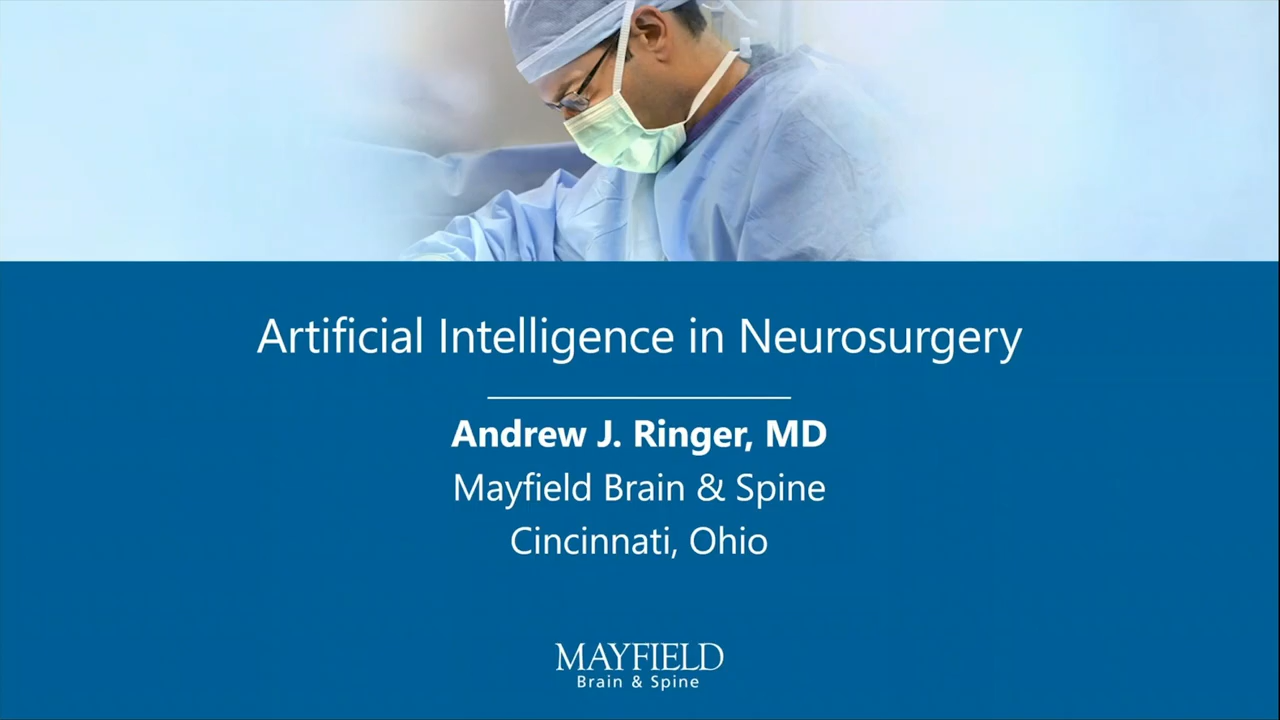 Artificial Intelligence in Neurosurgery
Andrew J. Ringer, MD
Mayfield Brain & Spine
Cincinnati, Ohio
MAYFIELD
Brain & Spine